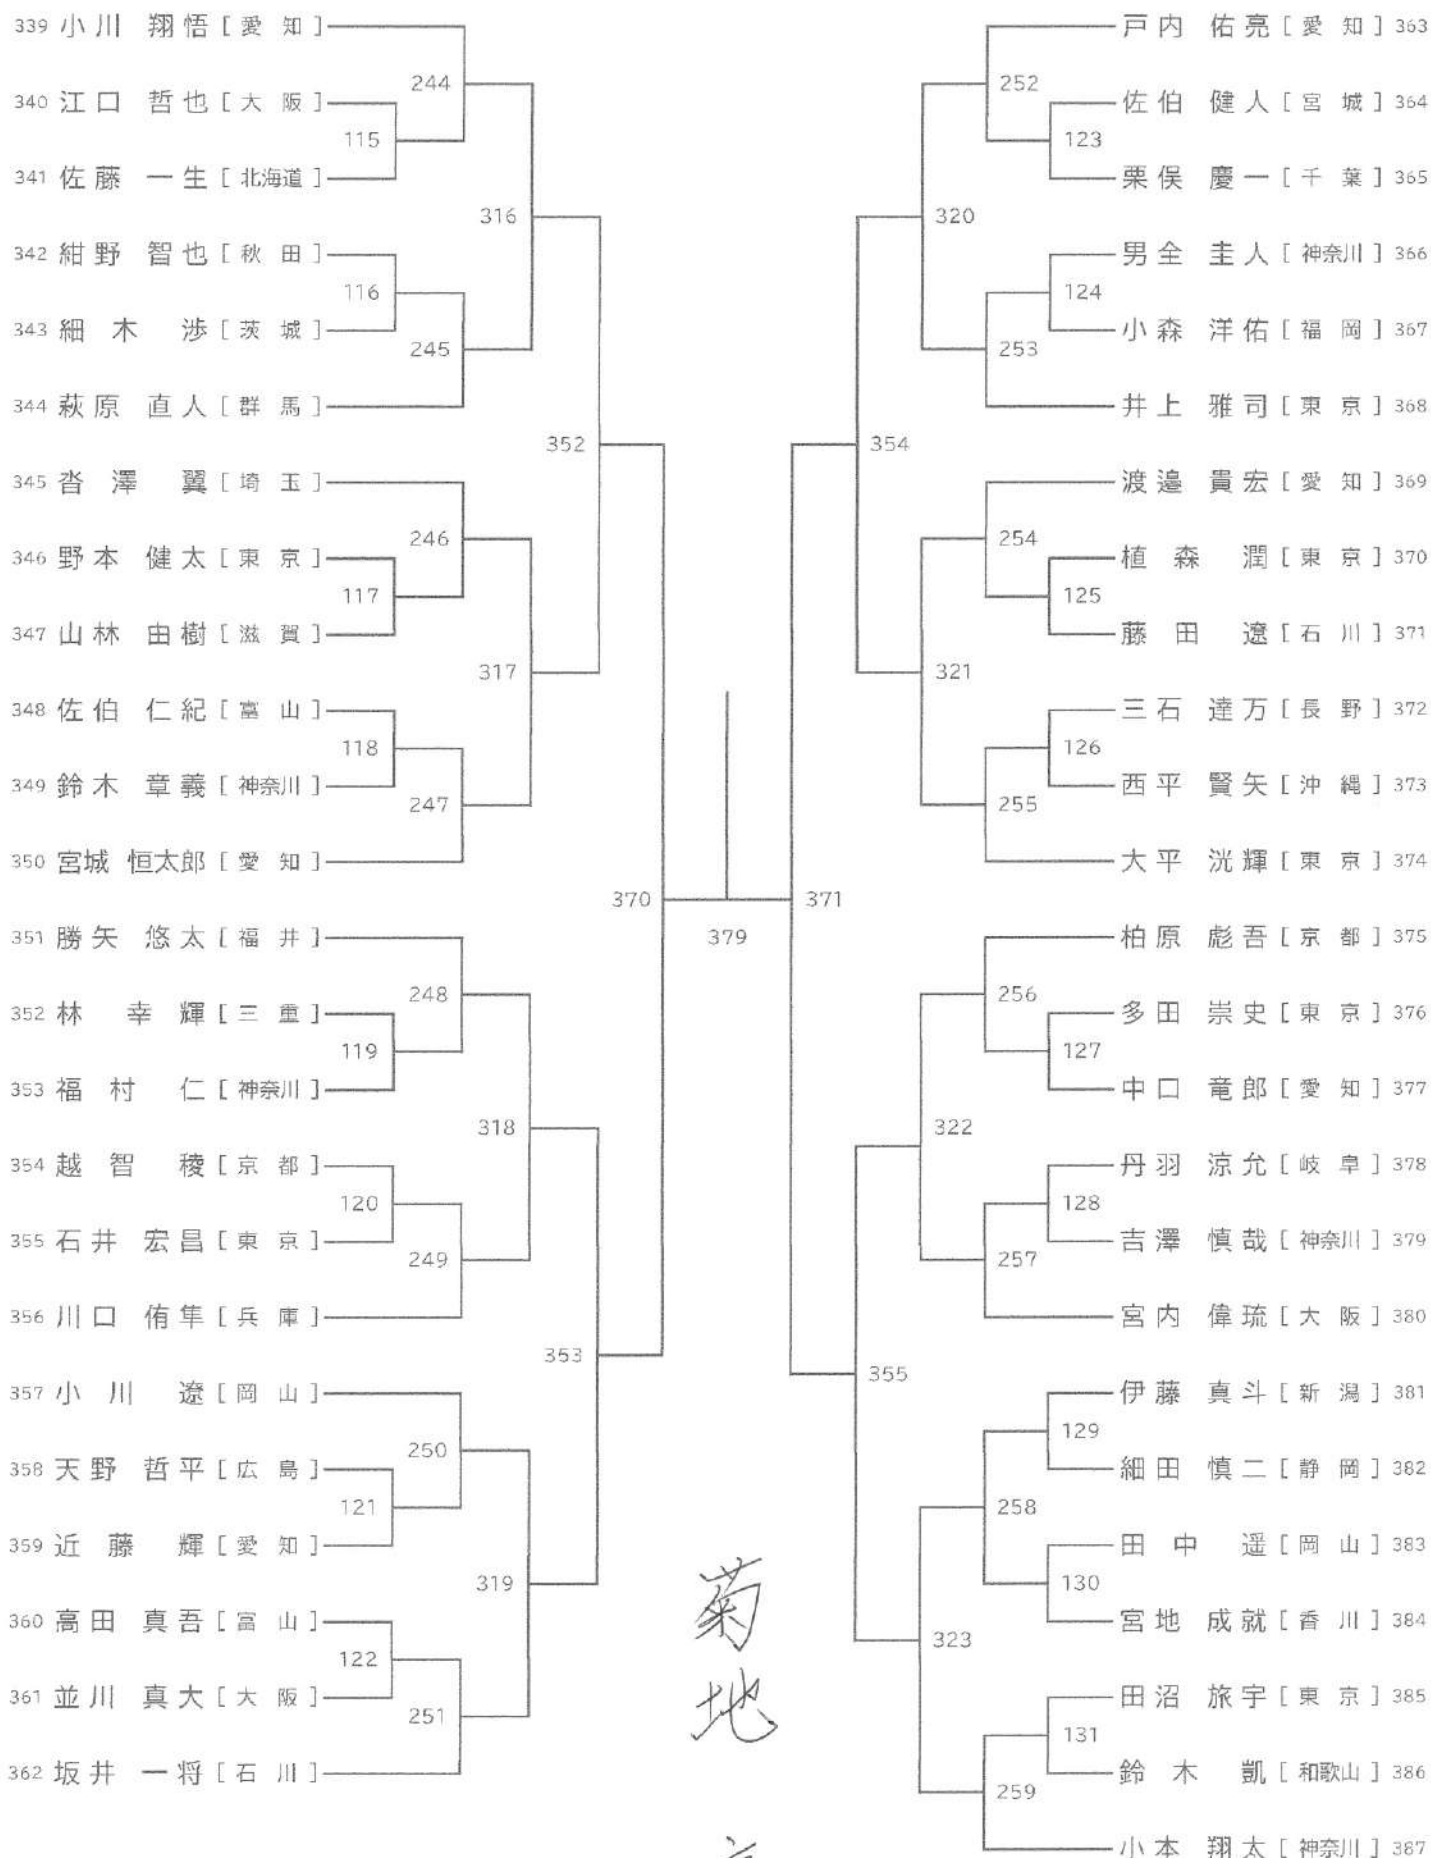 339 小川 翔悟 [ 愛 知 ]
340 江口 哲也 [ 大 阪 ]
341 佐藤 一生 [ 北海道 ]
342 紺野 智也 [ 秋 田 ]
343 細木 渉 [ 茨 城 ]
344 萩原 直人 [ 群 馬 ]
345 沓澤 翼 [ 埼 玉 ]
346 野本 健太 [ 東 京 ]
347 山林 由樹 [ 滋 賀 ]
348 佐伯 仁紀 [ 富 山 ]
349 鈴木 章義 [ 神奈川 ]
350 宮城 恒太郎 [ 愛 知 ]
351 勝矢 悠太 [ 福 井 ]
352 林 幸輝 [ 三 重 ]
353 福村 仁 [ 神奈川 ]
354 越智 稜 [ 京 都 ]
355 石井 宏昌 [ 東 京 ]
356 川口 侑隼 [ 兵 庫 ]
357 小川 遼 [ 岡 山 ]
358 天野 哲平 [ 広 島 ]
359 近藤 輝 [ 愛 知 ]
360 高田 真吾 [ 富 山 ]
361 並川 真大 [ 大 阪 ]
362 坂井 一将 [ 石 川 ]
115
116
117
118
119
120
121
122
244
245
246
247
248
249
250
251
316
317
318
319
352
353
370
379
371
354
355
320
321
322
323
252
253
254
255
256
257
258
259
123
124
125
126
127
128
129
130
131
戸内 佑亮 [ 愛 知 ] 363
佐伯 健人 [ 宮 城 ] 364
栗俣 慶一 [ 千 葉 ] 365
男全 圭人 [ 神奈川 ] 366
小森 洋佑 [ 福 岡 ] 367
井上 雅司 [ 東 京 ] 368
渡邉 貴宏 [ 愛 知 ] 369
植森 潤 [ 東 京 ] 370
藤田 遼 [ 石 川 ] 371
三石 達万 [ 長 野 ] 372
西平 賢矢 [ 沖 縄 ] 373
大平 洸輝 [ 東 京 ] 374
柏原 彪吾 [ 京 都 ] 375
多田 崇史 [ 東 京 ] 376
中口 竜郎 [ 愛 知 ] 377
丹羽 涼允 [ 岐 阜 ] 378
吉澤 慎哉 [ 神奈川 ] 379
宮内 偉琉 [ 大 阪 ] 380
伊藤 真斗 [ 新 潟 ] 381
細田 慎二 [ 静 岡 ] 382
田中 遥 [ 岡 山 ] 383
宮地 成就 [ 香 川 ] 384
田沼 旅宇 [ 東 京 ] 385
鈴木 凱 [ 和歌山 ] 386
小本 翔太 [ 神奈川 ] 387
菊地